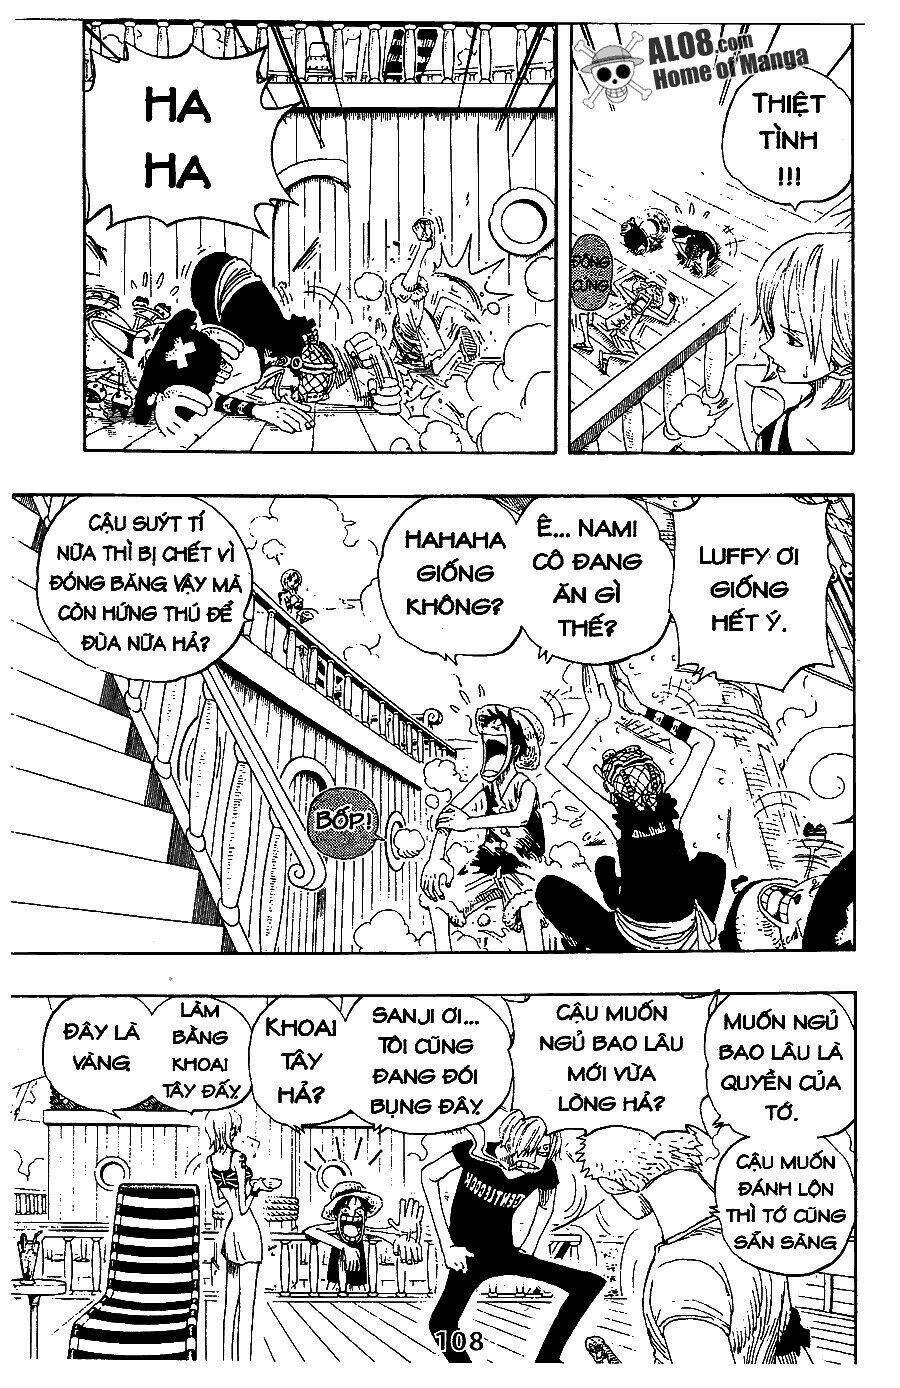 AL08.com
Home of Manga
THIỆT
TÌNH
!!!
ĐÔNG
CỨNG
HA
HA
LUFFY ƠI
GIỐNG
HẾT Ý.
Ê... NAMI
CÔ ĐANG
ĂN GÌ
THẾ?
HAHAHA
GIỐNG
KHÔNG?
CẬU SUÝT TÍ
NỮA THÌ BỊ CHẾT VÌ
ĐÓNG BĂNG VẬY MÀ
CÒN HỨNG THÚ ĐỂ
ĐÙA NỮA HẢ?
BỐP!
MUỐN NGỦ
BAO LÂU LÀ
QUYỀN CỦA
TỚ.
CẬU MUỐN
ĐÁNH LỘN
THÌ TỚ CŨNG
SẴN SÀNG
CẬU MUỐN
NGỦ BAO LÂU
MỚI VỪA
LÒNG HẢ?
SANJI ƠI...
TÔI CŨNG
ĐANG ĐÓI
BỤNG ĐÂY.
KHOAI
TÂY
HẢ?
LÀM
BẰNG
KHOAI
TÂY ĐẤY.
ĐÂY LÀ
VÀNG.
108